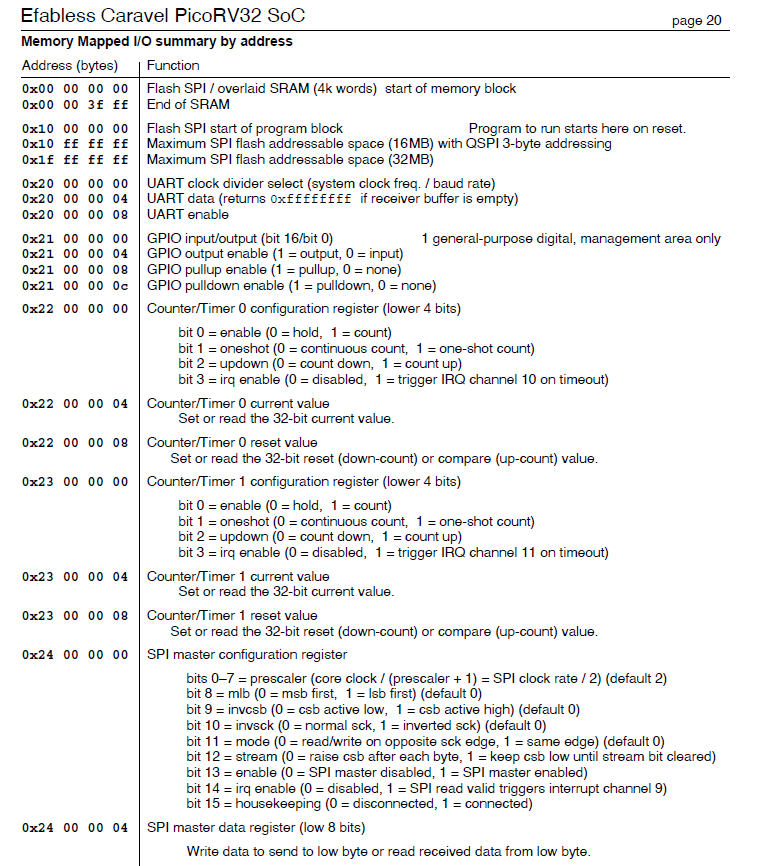 Efabless Caravel PicoRV32 SoC page 20
Memory Mapped I/O summary by address
Address (bytes) Function
0x00 00 00 00 Flash SPI / overlaid SRAM (4k words) start of memory block
0x00 00 3f ff End of SRAM
0x10 00 00 00 Flash SPI start of program block Program to run starts here on reset.
0x10 ff ff ff Maximum SPI flash addressable space (16MB) with QSPI 3-byte addressing
0x1f ff ff ff Maximum SPI flash addressable space (32MB)
0x20 00 00 00 UART clock divider select (system clock freq. / baud rate)
0x20 00 00 04 UART data (returns 0xffffffff if receiver buffer is empty)
0x20 00 00 08 UART enable
0x21 00 00 00 GPIO input/output (bit 16/bit 0) 1 general-purpose digital, management area only
0x21 00 00 04 GPIO output enable (1 = output, 0 = input)
0x21 00 00 08 GPIO pullup enable (1 = pullup, 0 = none)
0x21 00 00 0c GPIO pulldown enable (1 = pulldown, 0 = none)
0x22 00 00 00 Counter/Timer 0 configuration register (lower 4 bits)
bit 0 = enable (0 = hold, 1 = count)
bit 1 = oneshot (0 = continuous count, 1 = one-shot count)
bit 2 = updown (0 = count down, 1 = count up)
bit 3 = irq enable (0 = disabled, 1 = trigger IRQ channel 10 on timeout)
0x22 00 00 04 Counter/Timer 0 current value
Set or read the 32-bit current value.
0x22 00 00 08 Counter/Timer 0 reset value
Set or read the 32-bit reset (down-count) or compare (up-count) value.
0x23 00 00 00 Counter/Timer 1 configuration register (lower 4 bits)
bit 0 = enable (0 = hold, 1 = count)
bit 1 = oneshot (0 = continuous count, 1 = one-shot count)
bit 2 = updown (0 = count down, 1 = count up)
bit 3 = irq enable (0 = disabled, 1 = trigger IRQ channel 11 on timeout)
0x23 00 00 04 Counter/Timer 1 current value
Set or read the 32-bit current value.
0x23 00 00 08 Counter/Timer 1 reset value
Set or read the 32-bit reset (down-count) or compare (up-count) value.
0x24 00 00 00 SPI master configuration register
bits 0–7 = prescaler (core clock / (prescaler + 1) = SPI clock rate / 2) (default 2)
bit 8 = mlb (0 = msb first, 1 = lsb first) (default 0)
bit 9 = invcsb (0 = csb active low, 1 = csb active high) (default 0)
bit 10 = invsck (0 = normal sck, 1 = inverted sck) (default 0)
bit 11 = mode (0 = read/write on opposite sck edge, 1 = same edge) (default 0)
bit 12 = stream (0 = raise csb after each byte, 1 = keep csb low until stream bit cleared)
bit 13 = enable (0 = SPI master disabled, 1 = SPI master enabled)
bit 14 = irq enable (0 = disabled, 1 = SPI read valid triggers interrupt channel 9)
bit 15 = housekeeping (0 = disconnected, 1 = connected)
0x24 00 00 04 SPI master data register (low 8 bits)
Write data to send to low byte or read received data from low byte.